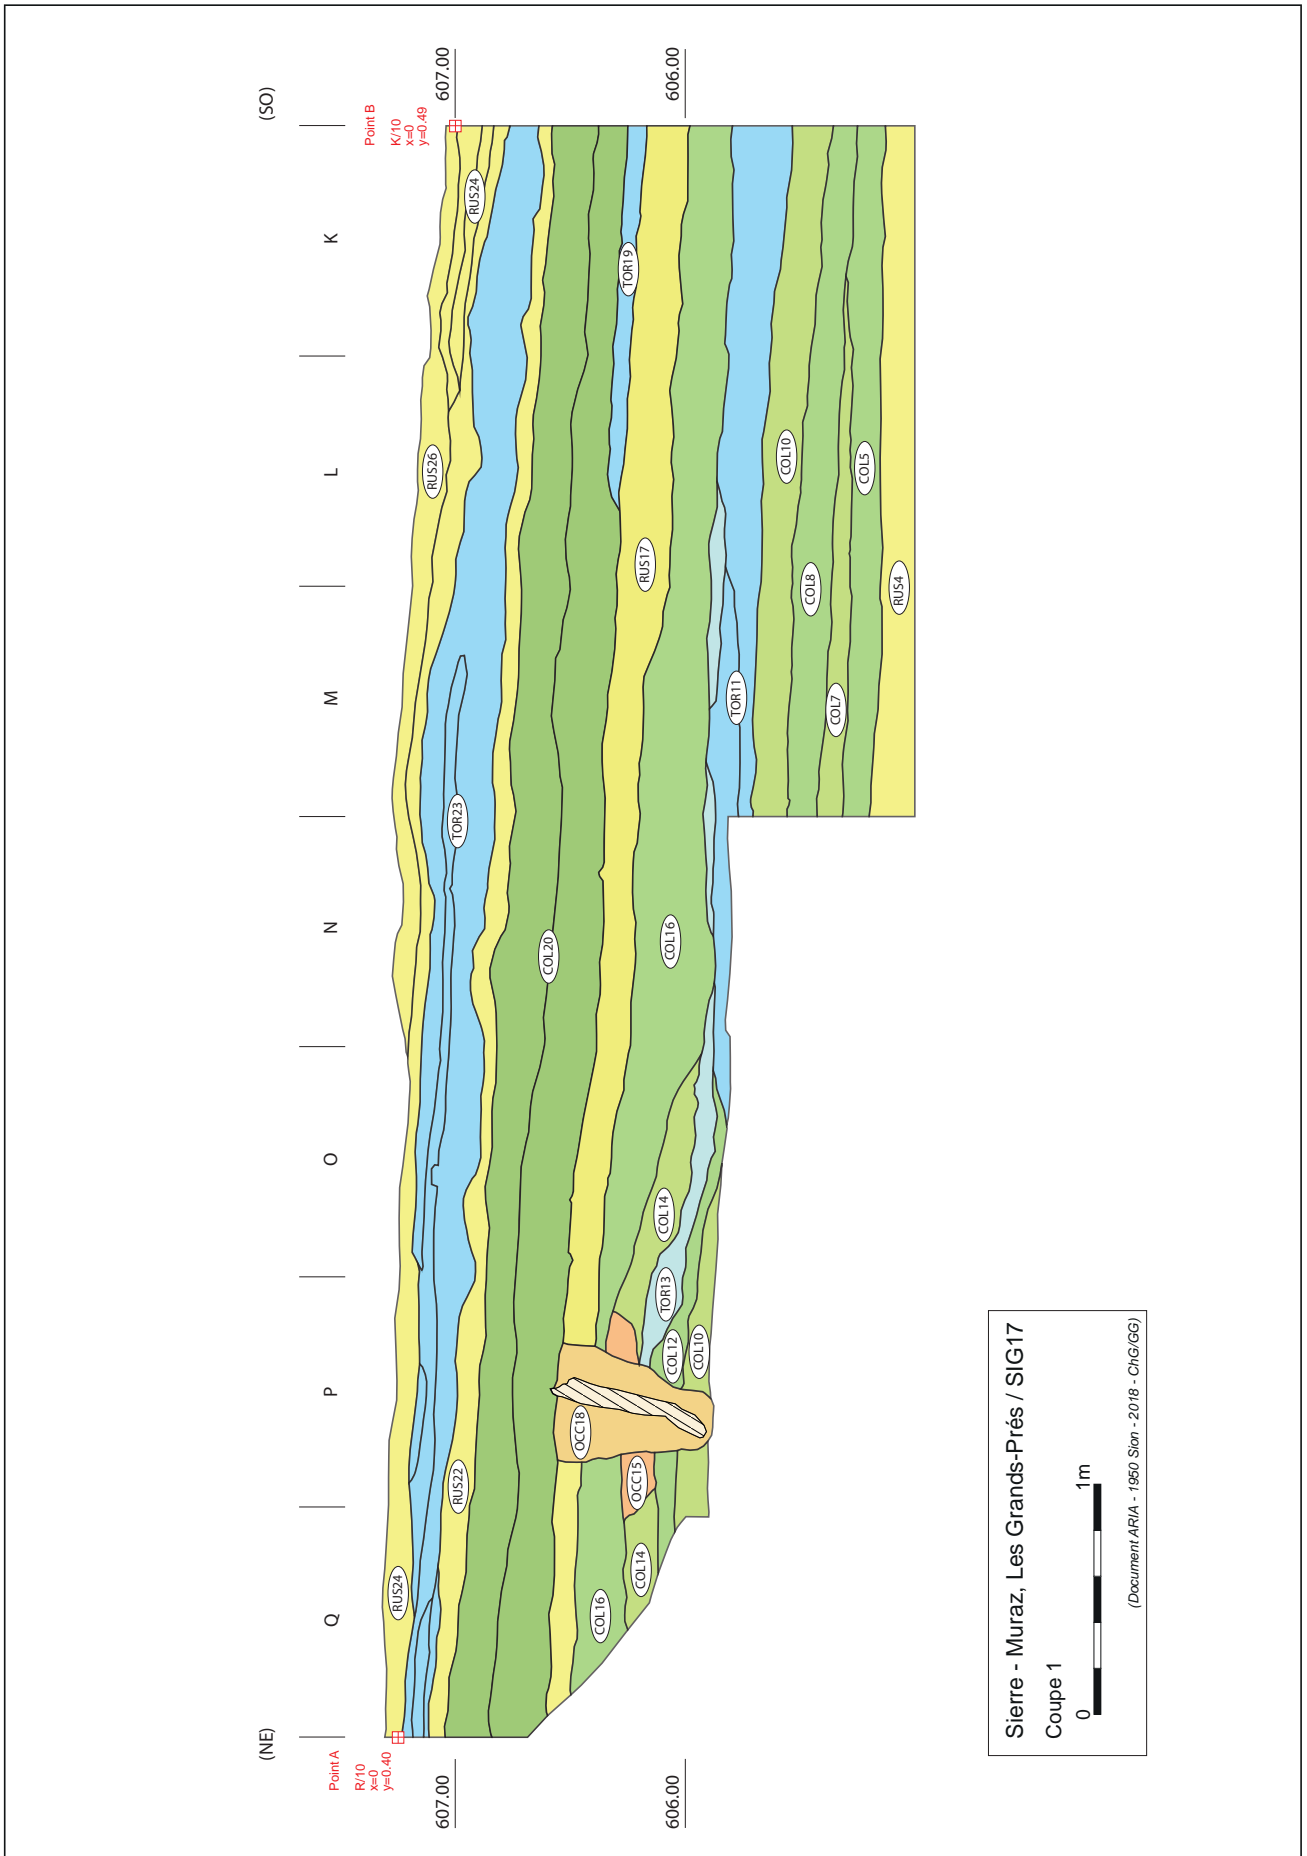 (NE)
(SO)
Point A
R/10
x=0
y=0.40
Point B
K/10
x=0
y=0.49
Q
P
O
N
M
L
K
607.00
607.00
606.00
606.00
RUS24
RUS26
RUS24
TOR23
RUS22
COL20
TOR19
OCC18
RUS17
COL16
COL16
OCC15
COL14
COL14
TOR13
COL12
COL10
TOR11
COL10
COL8
COL7
COL5
RUS4
Sierre - Muraz, Les Grands-Prés / SIG17
Coupe 1
0 1m
(Document ARIA - 1950 Sion - 2018 - ChG/GG)